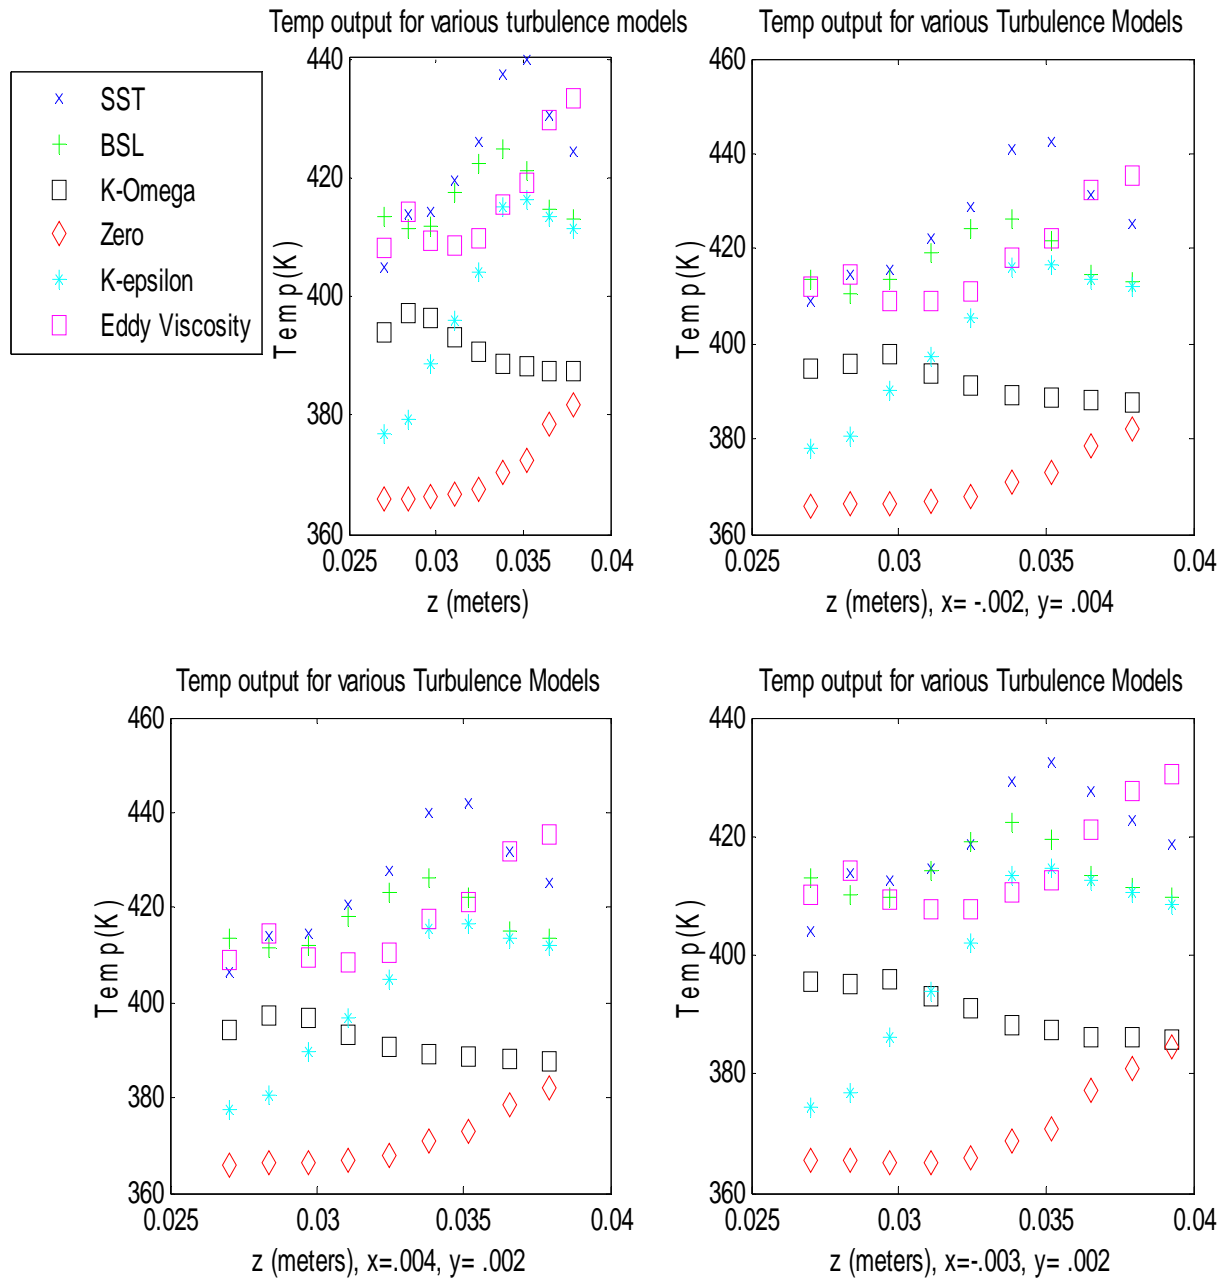 Temp output for various turbulence models
Temp output for various Turbulence Models
SST
BSL
K-Omega
Zero
K-epsilon
Eddy Viscosity
440
420
400
380
360
Temp(K)
0.025
0.03
0.035
0.04
z (meters)
460
440
420
400
380
360
Temp(K)
0.025
0.03
0.035
0.04
z (meters), x= -.002, y= .004
Temp output for various Turbulence Models
460
440
420
400
380
360
Temp(K)
0.025
0.03
0.035
0.04
z (meters), x=.004, y= .002
Temp output for various Turbulence Models
440
420
400
380
360
Temp(K)
0.025
0.03
0.035
0.04
z (meters), x=-.003, y= .002